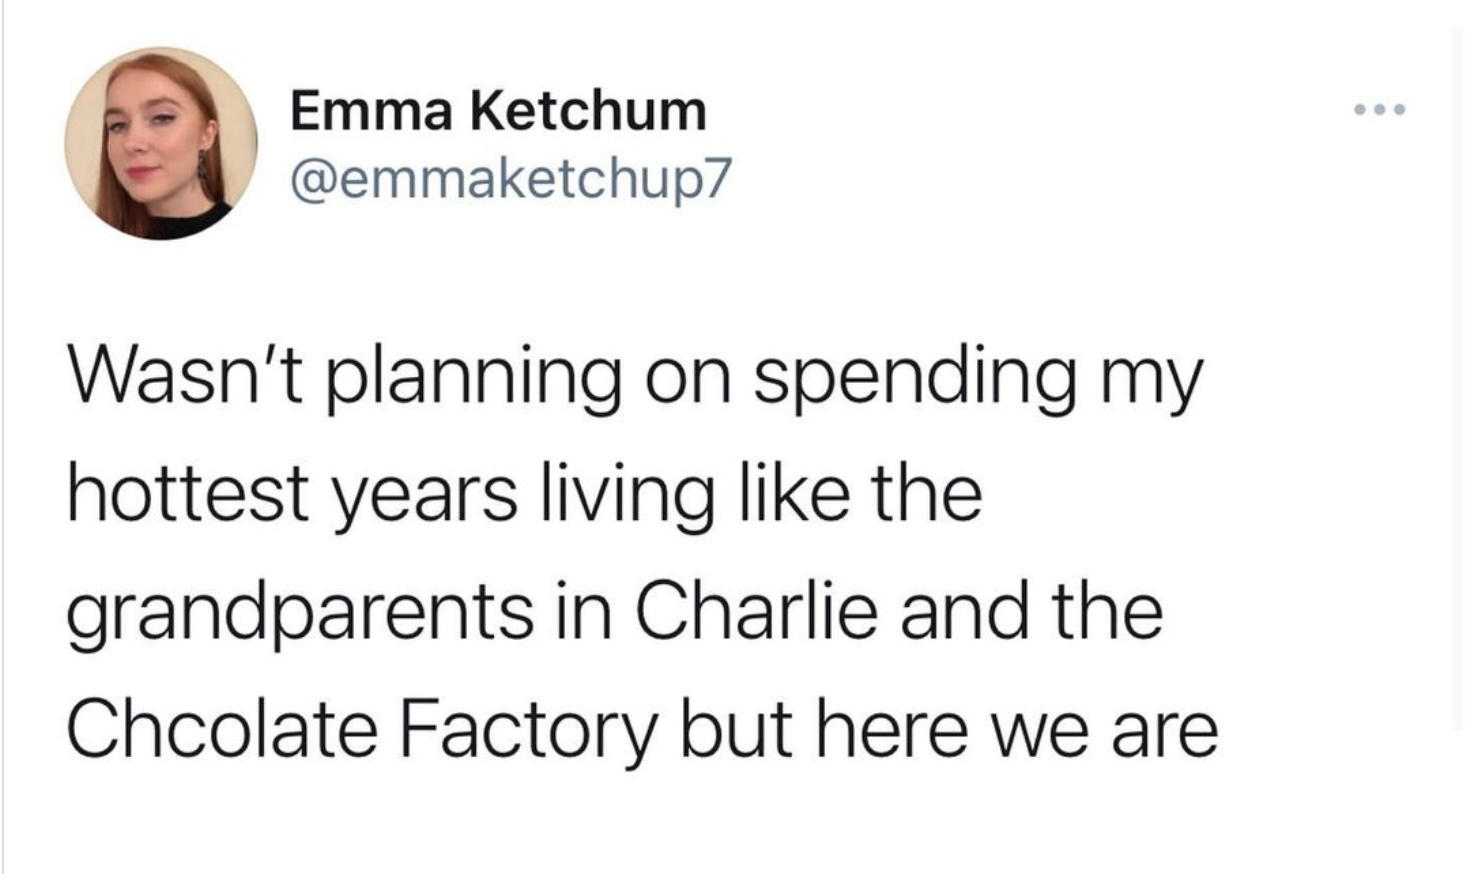 Emma Ketchum
@emmaketchup7
Wasn’t planning on spending my
hottest years living like the
grandparents in Charlie and the
Chcolate Factory but here we are